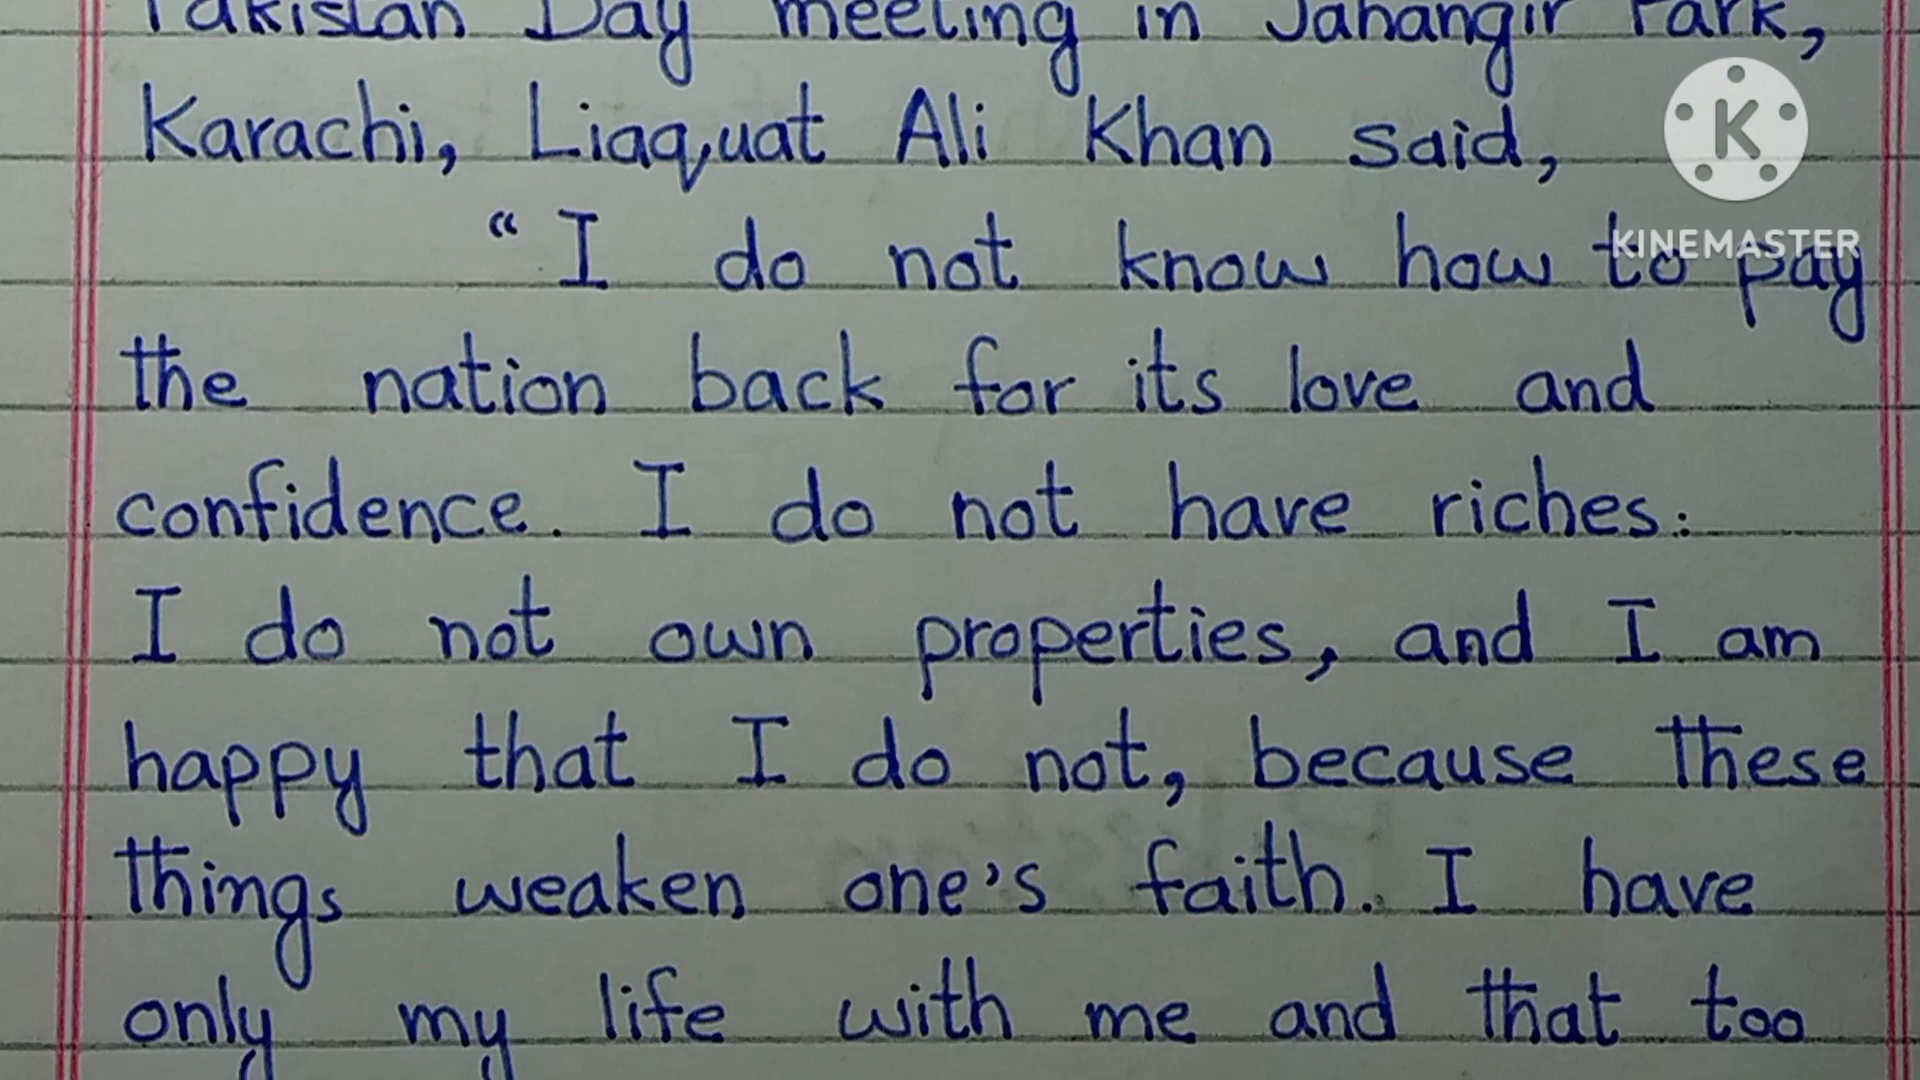 Pakistan Day meeting in Jahangir Park,
Karachi, Liaquat Ali Khan said,
K
KINEMASTER
“I do not know how to pay
the nation back for its love and
confidence. I do not have riches:
I do not own properties, and I am
happy that I do not, because these
things weaken one's faith. I have
only my life with me and that too